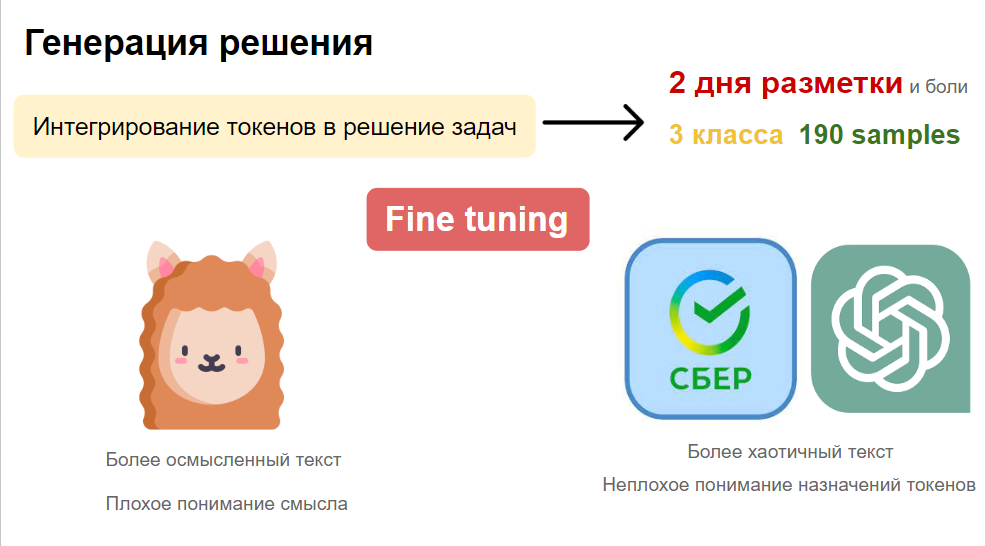 Генерация решения
Интегрирование токенов в решение задач
2 дня разметки и боли
3 класса 190 samples
Fine tuning
СБЕР
Более осмысленный текст
Плохое понимание смысла
Более хаотичный текст
Неплохое понимание назначений токенов